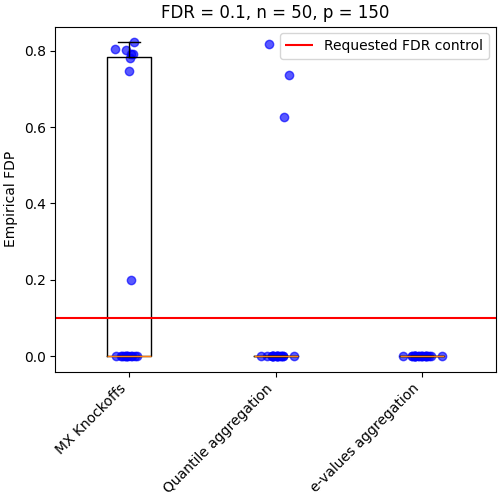 FDR = 0.1, n = 50, p = 150
Requested FDR control
Empirical FDP
0.8
0.6
0.4
0.2
0.0
MX Knockoffs
Quantile aggregation
e-values aggregation